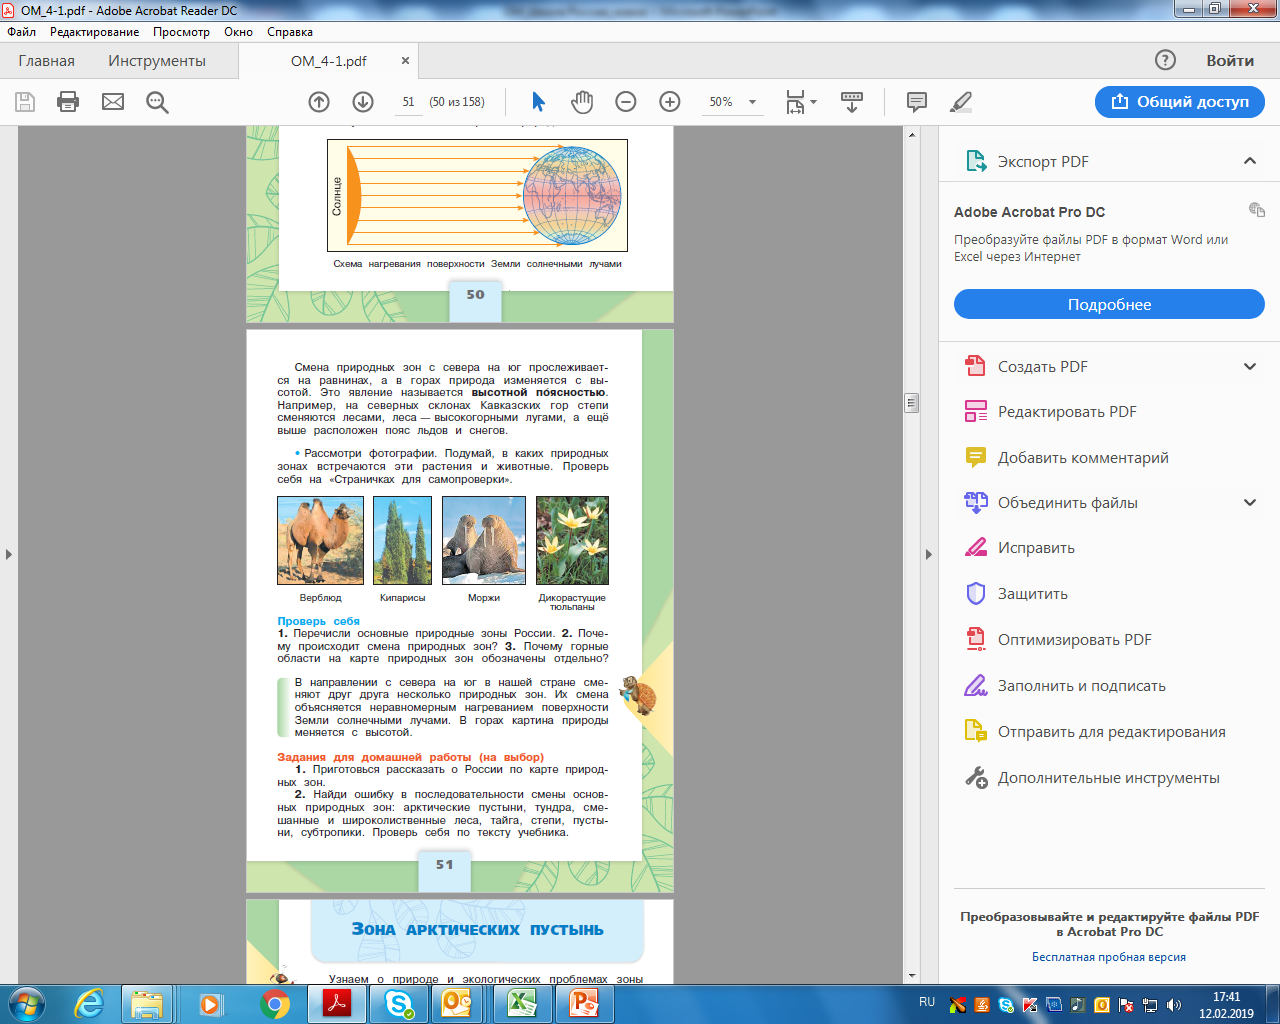 OM_4-1.pdf - Adobe Acrobat Reader DC
Файл Редактирование Просмотр Окно Справка
Главная Инструменты OM_4-1.pdf × Войти
51 (50 из 158) 50% Общий доступ
Солнце
Схема нагревания поверхности Земли солнечными лучами
50
Смена природных зон с севера на юг прослеживает-
ся на равнинах, а в горах природа изменяется с вы-
сотой. Это явление называется высотной по́ясностью.
Например, на северных склонах Кавказских гор степи
сменяются лесами, леса — высокогорными лугами, а ещё
выше расположен пояс льдов и снегов.
• Рассмотри фотографии. Подумай, в каких природных
зонах встречаются эти растения и животные. Проверь
себя на «Страничках для самопроверки».
Верблюд Кипарисы Моржи Дикорастущие
тюльпаны
Проверь себя
1. Перечисли основные природные зоны России. 2. Поче-
му происходит смена природных зон? 3. Почему горные
области на карте природных зон обозначены отдельно?
В направлении с севера на юг в нашей стране сме-
няют друг друга несколько природных зон. Их смена
объясняется неравномерным нагреванием поверхности
Земли солнечными лучами. В горах картина природы
меняется с высотой.
Задания для домашней работы (на выбор)
1. Приготовься рассказать о России по карте природ-
ных зон.
2. Найди ошибку в последовательности смены основ-
ных природных зон: арктические пустыни, тундра, сме-
шанные и широколиственные леса, тайга, степи, пусты-
ни, субтропики. Проверь себя по тексту учебника.
51
Зона арктических пустынь
Узнаем о природе и экологических проблемах зоны
Экспорт PDF
Adobe Acrobat Pro DC
Преобразуйте файлы PDF в формат Word или
Excel через Интернет
Подробнее
Создать PDF
Редактировать PDF
Добавить комментарий
Объединить файлы
Исправить
Защитить
Оптимизировать PDF
Заполнить и подписать
Отправить для редактирования
Дополнительные инструменты
Преобразовывайте и редактируйте файлы PDF
в Acrobat Pro DC
Бесплатная пробная версия
RU
17:41
12.02.2019